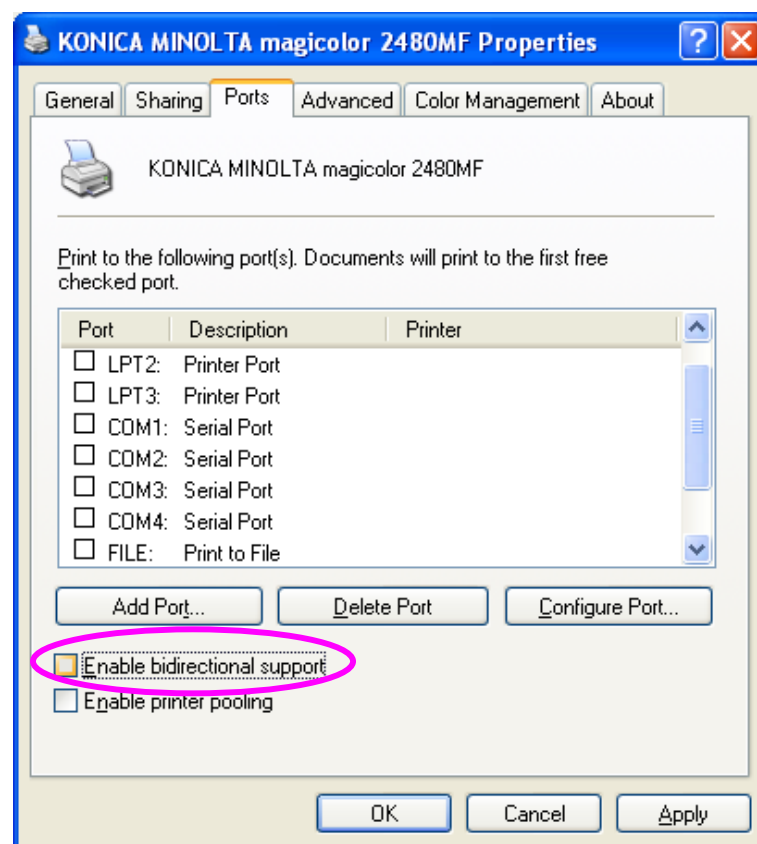 KONICA MINOLTA magicolor 2480MF Properties
General Sharing Ports Advanced Color Management About
KONICA MINOLTA magicolor 2480MF
Print to the following port(s). Documents will print to the first free
checked port.
Port Description Printer
LPT2: Printer Port
LPT3: Printer Port
COM1: Serial Port
COM2: Serial Port
COM3: Serial Port
COM4: Serial Port
FILE: Print to File
Add Port... Delete Port Configure Port...
Enable bidirectional support
Enable printer pooling
OK Cancel Apply